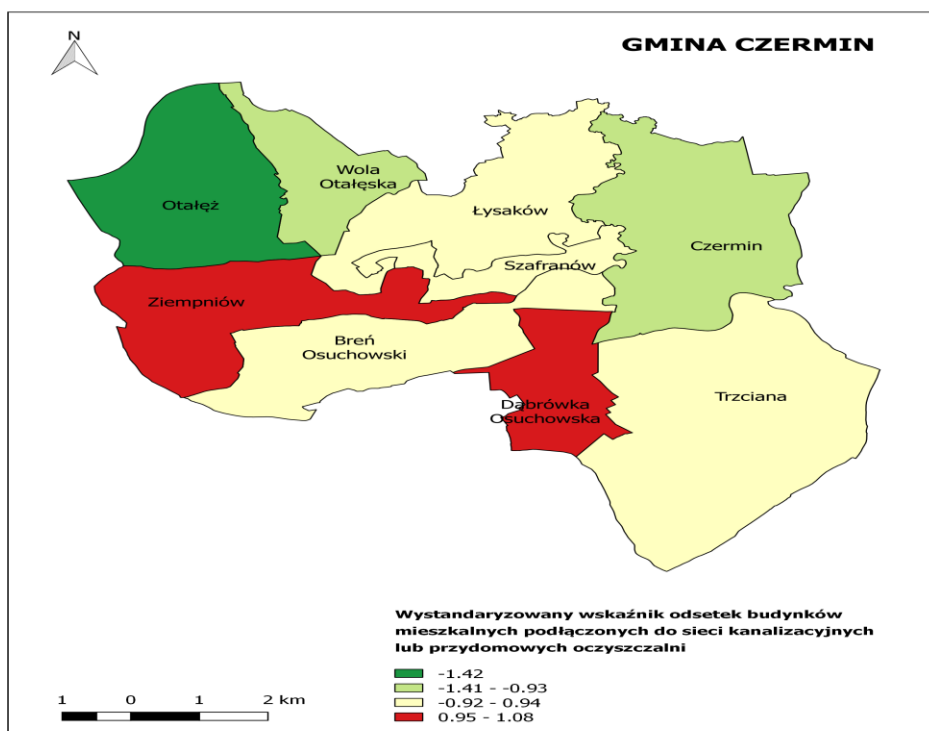 N
GMINA CZERMIN
Wola
Otałęska
Otałęż
Łysaków
Czermin
Szafranów
Ziempniów
Breń
Osuchowski
Trzciana
Dąbrówka
Osuchowska
Wystandaryzowany wskaźnik odsetek budynków
mieszkalnych podłączonych do sieci kanalizacyjnych
lub przydomowych oczyszczalni
-1.42
-1.41 - -0.93
-0.92 - 0.94
0.95 - 1.08
1 0 1 2 km